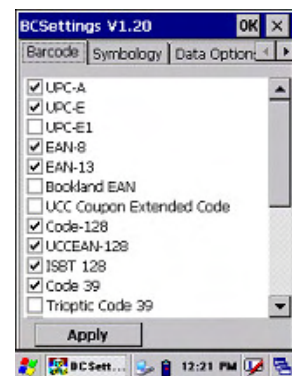 BCSettings V1.20 OK
Barcode Symbology Data Option
UPC-A
UPC-E
UPC-E1
EAN-8
EAN-13
Bookland EAN
UCC Coupon Extended Code
Code-128
UCCEAN-128
ISBT 128
Code 39
Trioptic Code 39
Apply
BCSett... 12:21 PM